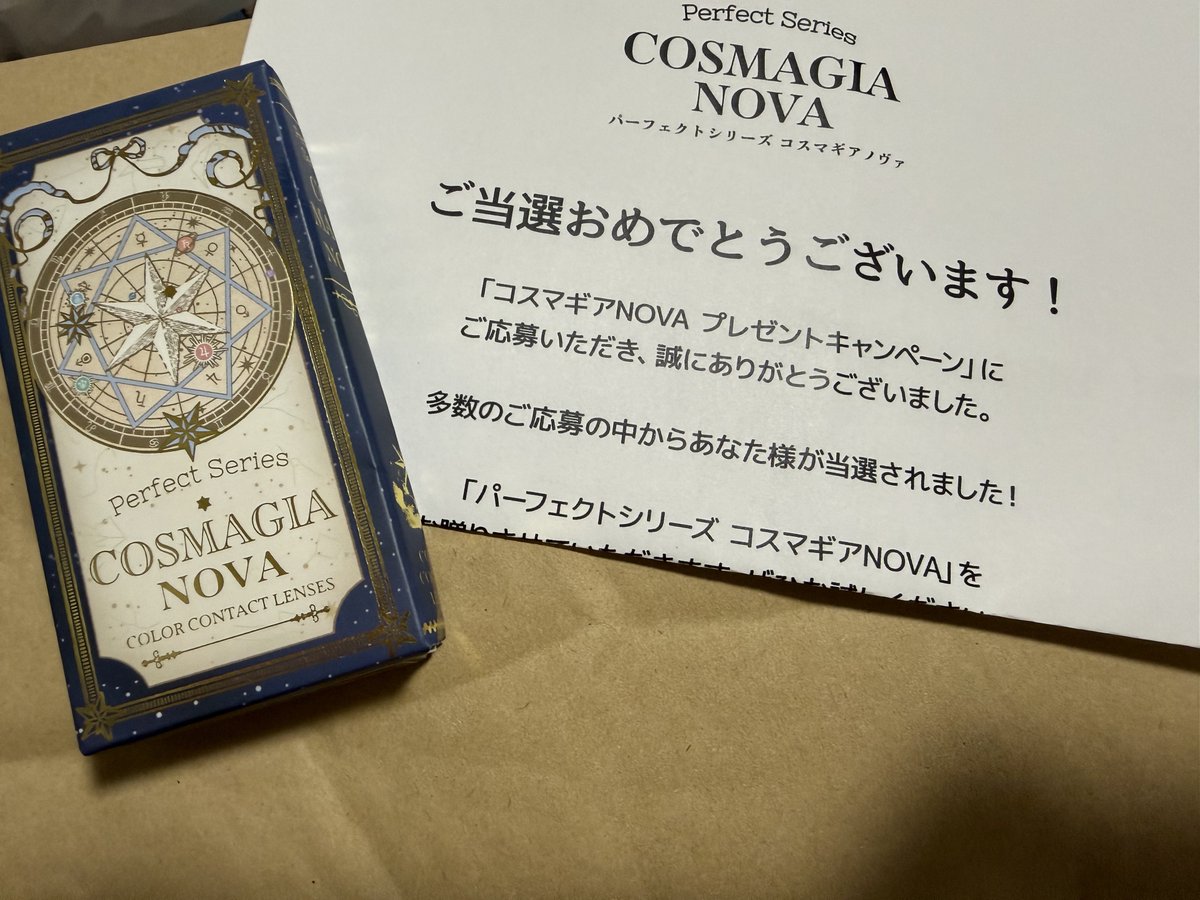 Perfect Series
COSMAGIA
NOVA
COLOR CONTACT LENSES
Perfect Series
COSMAGIA
NOVA
パーフェクトシリーズ コスマギアノヴァ
ご当選おめでとうございます！
「コスマギアNOVA プレゼントキャンペーン」に
ご応募いただき、誠にありがとうございました。
多数のご応募の中からあなた様が当選されました！
「パーフェクトシリーズ コスマギアNOVA」を